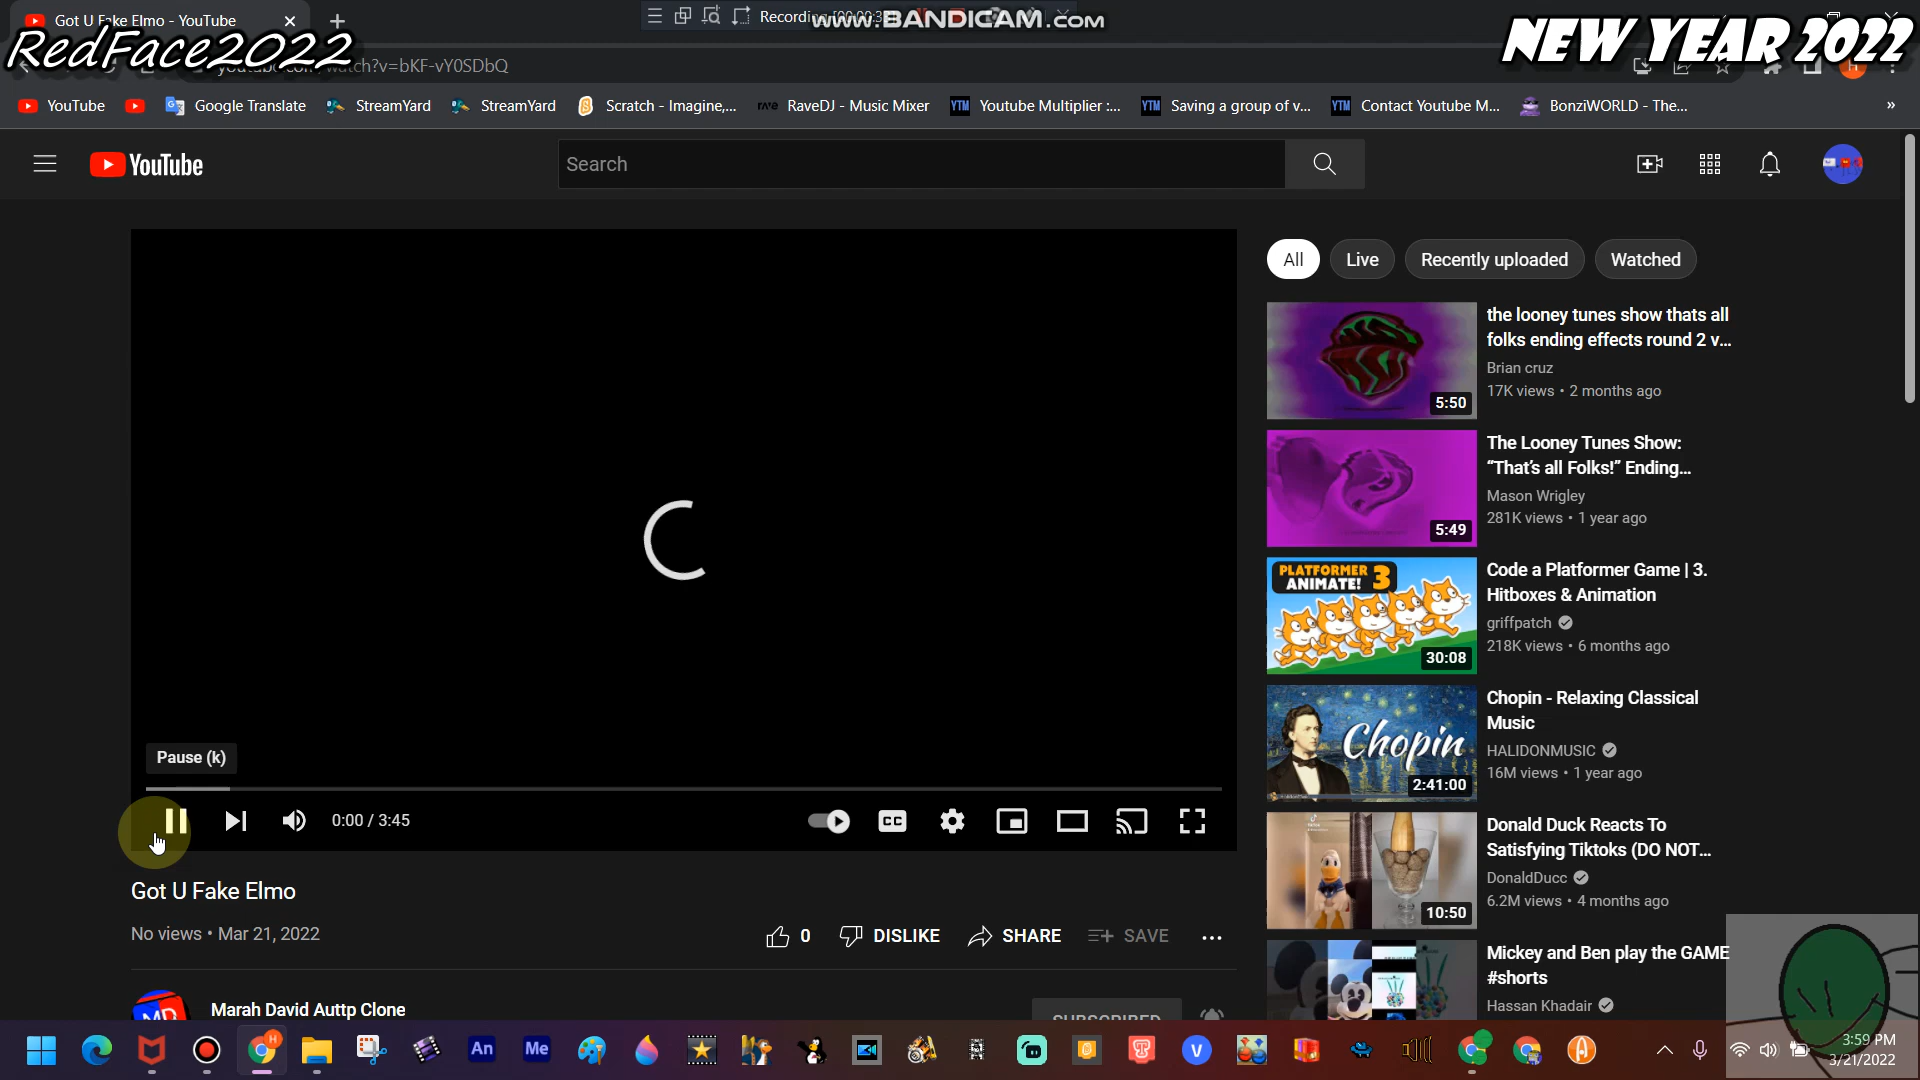 Got U Fake Elmo - YouTube
www.BANDICAM.com
RedFace2022
NEW YEAR 2022
watch?v=bKF-vY0SDbQ
YouTube
Google Translate
StreamYard
StreamYard
Scratch - Imagine,...
rave
RaveDJ - Music Mixer
YTM
Youtube Multiplier :...
YTM
Saving a group of v...
YTM
Contact Youtube M...
BonziWORLD - The...
YouTube
Search
All
Live
Recently uploaded
Watched
the looney tunes show thats all
folks ending effects round 2 v...
Brian cruz
17K views • 2 months ago
5:50
The Looney Tunes Show:
“That’s all Folks!” Ending...
Mason Wrigley
281K views • 1 year ago
5:49
PLATFORMER
ANIMATE! 3
Code a Platformer Game | 3.
Hitboxes & Animation
griffpatch
218K views • 6 months ago
30:08
Chopin
Chopin - Relaxing Classical
Music
HALIDONMUSIC
16M views • 1 year ago
2:41:00
Donald Duck Reacts To
Satisfying Tiktoks (DO NOT...
DonaldDucc
6.2M views • 4 months ago
10:50
Mickey and Ben play the GAME
#shorts
Hassan Khadair
Pause (k)
0:00 / 3:45
CC
Got U Fake Elmo
No views • Mar 21, 2022
0
DISLIKE
SHARE
SAVE
MD
Marah David Auttp Clone
SUBSCRIBED
An
Me
3:59 PM
3/21/2022